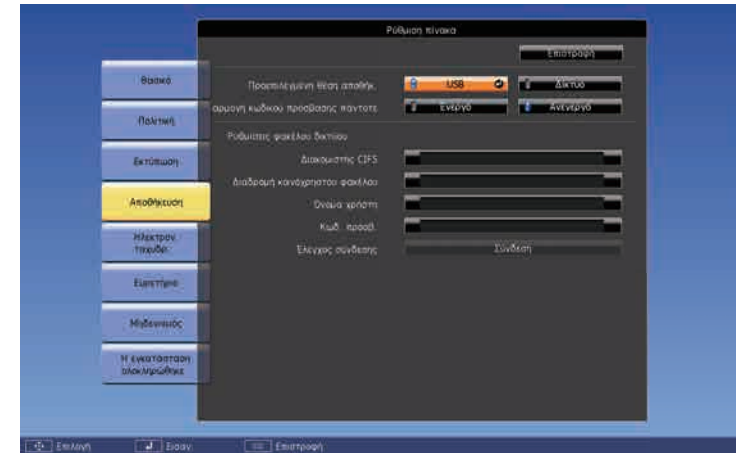 Ρύθμιση πίνακα
Επιστροφή
Βασικό
Πολιτική
Εκτύπωση
Αποθήκευση
Ηλεκτρον.
ταχυδρ.
Ευρετήριο
Μηδενισμός
Η εγκατάσταση
ολοκληρώθηκε
Προεπιλεγμένη θέση αποθήκ.
USB
Δίκτυο
αρμογή κωδικού πρόσβασης πάντοτε
Ενεργό
Ανενεργό
Ρυθμίσεις φακέλου δικτύου
Διακομιστής CIFS
Διαδρομή κοινόχρηστου φακέλου
Όνομα χρήστη
Κωδ. πρόσβ.
Έλεγχος σύνδεσης
Σύνδεση
Επιλογή
Εισαγ.
Επιστροφή